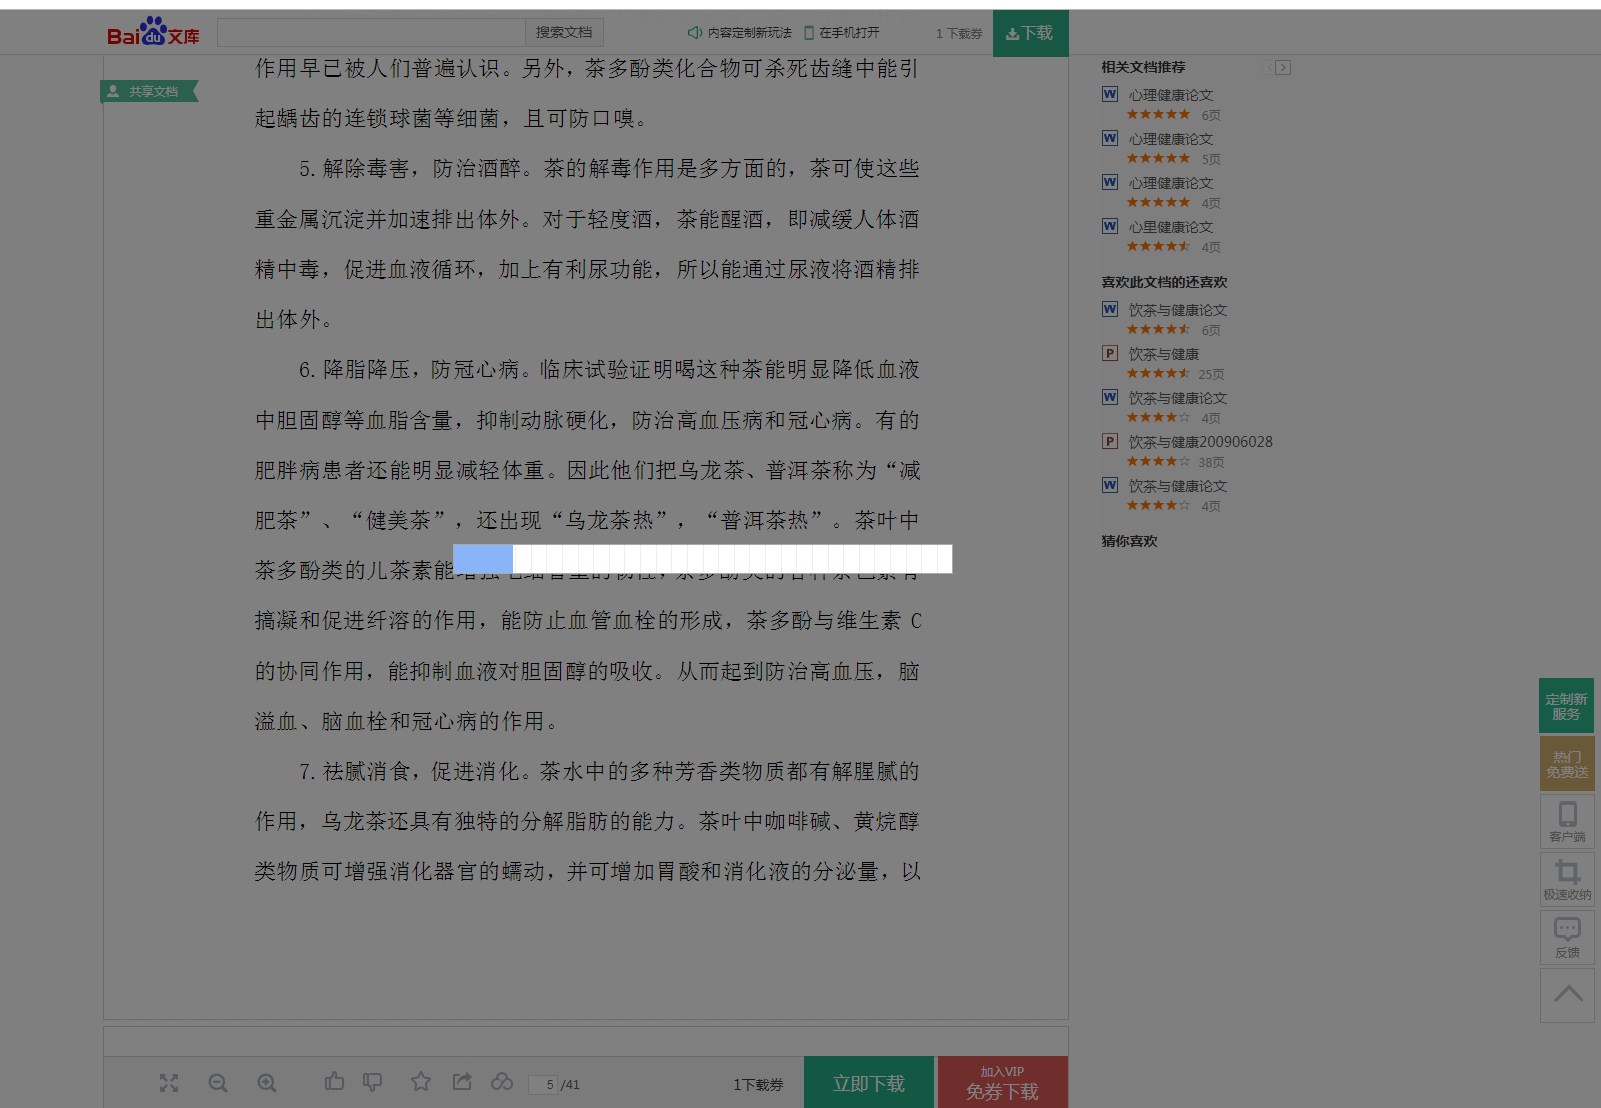 Bai du 文库
搜索文档
内容定制新玩法
在手机打开
1 下载券
下载
共享文档
作用早已被人们普遍认识。另外，茶多酚类化合物可杀死齿缝中能引
起龋齿的连锁球菌等细菌，且可防口嗅。
5. 解除毒害，防治酒醉。茶的解毒作用是多方面的，茶可使这些
重金属沉淀并加速排出体外。对于轻度酒，茶能醒酒，即减缓人体酒
精中毒，促进血液循环，加上有利尿功能，所以能通过尿液将酒精排
出体外。
6. 降脂降压，防冠心病。临床试验证明喝这种茶能明显降低血液
中胆固醇等血脂含量，抑制动脉硬化，防治高血压病和冠心病。有的
肥胖病患者还能明显减轻体重。因此他们把乌龙茶、普洱茶称为“减
肥茶”、“健美茶”，还出现“乌龙茶热”，“普洱茶热”。茶叶中
茶多酚类的儿茶素能
搞凝和促进纤溶的作用，能防止血管血栓的形成，茶多酚与维生素 C
的协同作用，能抑制血液对胆固醇的吸收。从而起到防治高血压，脑
溢血、脑血栓和冠心病的作用。
7. 祛腻消食，促进消化。茶水中的多种芳香类物质都有解腥腻的
作用，乌龙茶还具有独特的分解脂肪的能力。茶叶中咖啡碱、黄烷醇
类物质可增强消化器官的蠕动，并可增加胃酸和消化液的分泌量，以
相关文档推荐
心理健康论文
6页
心理健康论文
5页
心理健康论文
4页
心里健康论文
4页
喜欢此文档的还喜欢
饮茶与健康论文
6页
饮茶与健康
25页
饮茶与健康论文
4页
饮茶与健康200906028
38页
饮茶与健康论文
4页
猜你喜欢
定制新
服务
热门
免费送
客户端
极速收纳
反馈
5 /41
1下载券
立即下载
加入VIP
免券下载